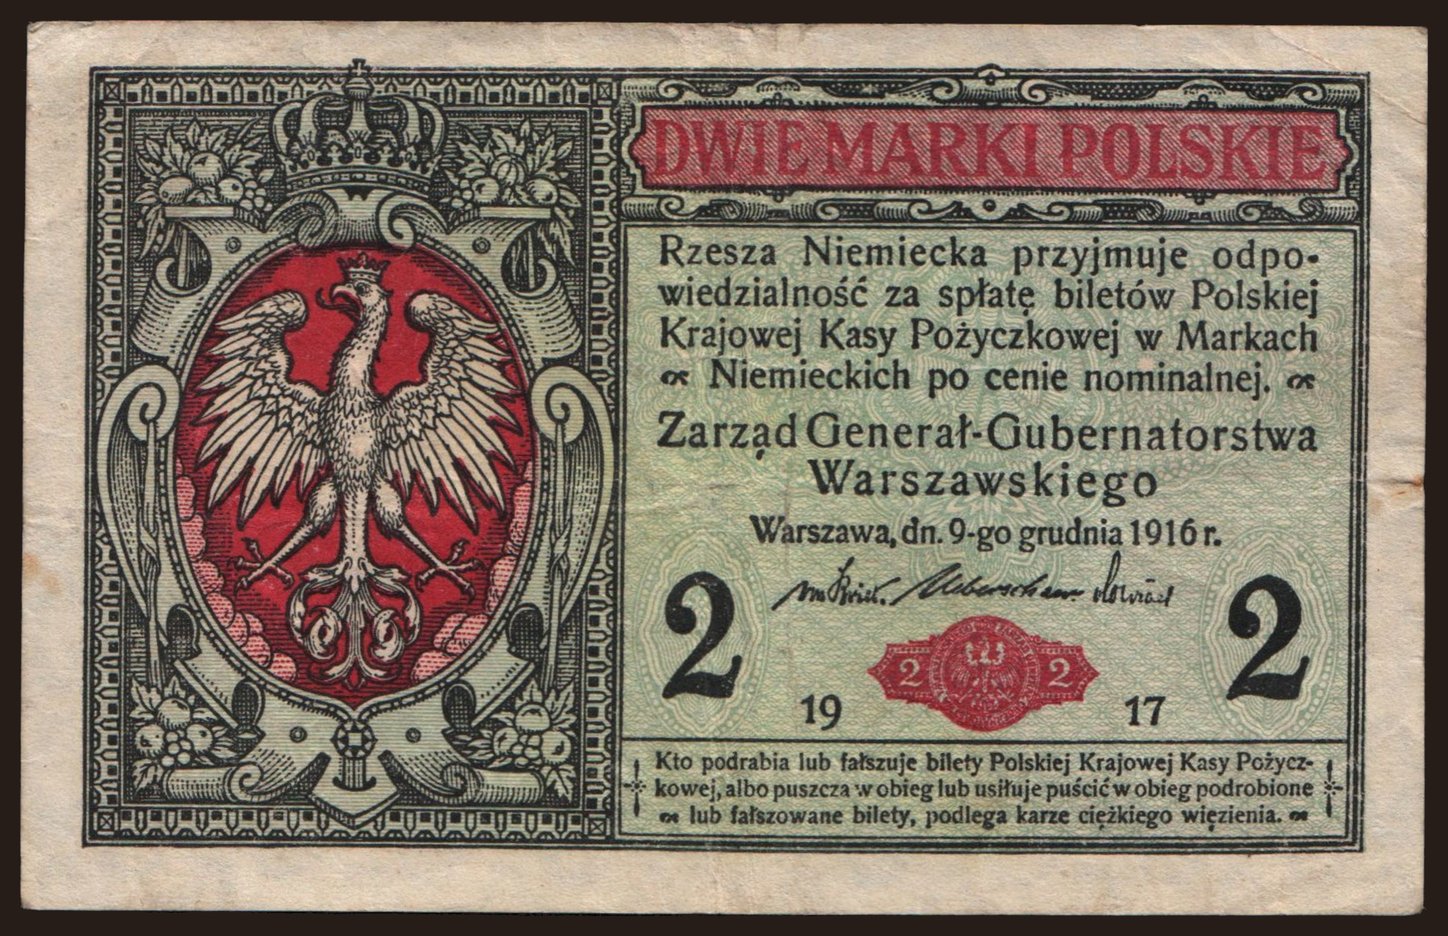 DWIE MARKI POLSKIE
Rzesza Niemiecka przyjmuje odpo-
wiedzialność za spłatę biletów Polskiej
Krajowej Kasy Pożyczkowej w Markach
Niemieckich po cenie nominalnej.
Zarząd Generał-Gubernatorstwa
Warszawskiego
Warszawa, dn. 9-go grudnia 1916 r.
2 2
2 2
19 17
Kto podrabia lub fałszuje bilety Polskiej Krajowej Kasy Pożycz-
kowej, albo puszcza w obieg lub usiłuje puścić w obieg podrobione
lub fałszowane bilety, podlega karze ciężkiego więzienia.